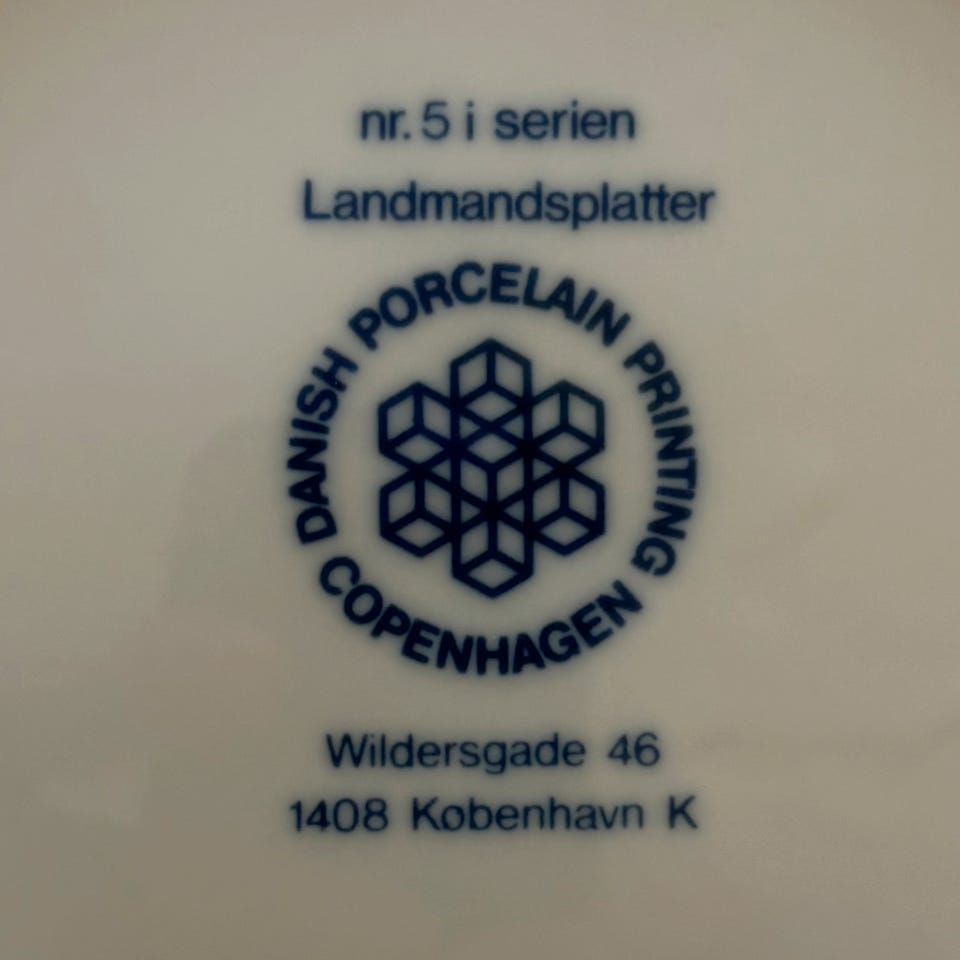 nr. 5 i serien
Landmandsplatter
DANISH PORCELAIN PRINTING
COPENHAGEN
Wildersgade 46
1408 København K